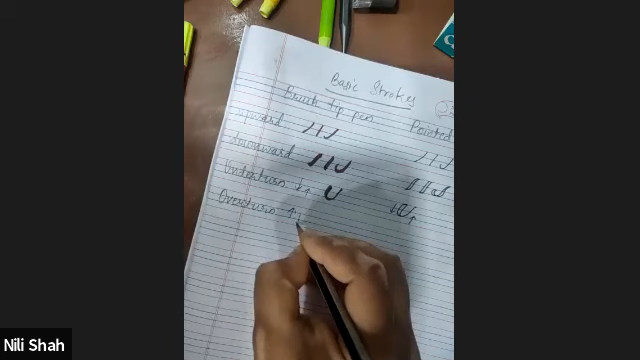 Basic Strokes
Brush tip pen
Pointed
upward
downward
Underturn ↓↑
Overturn ↑
Nili Shah